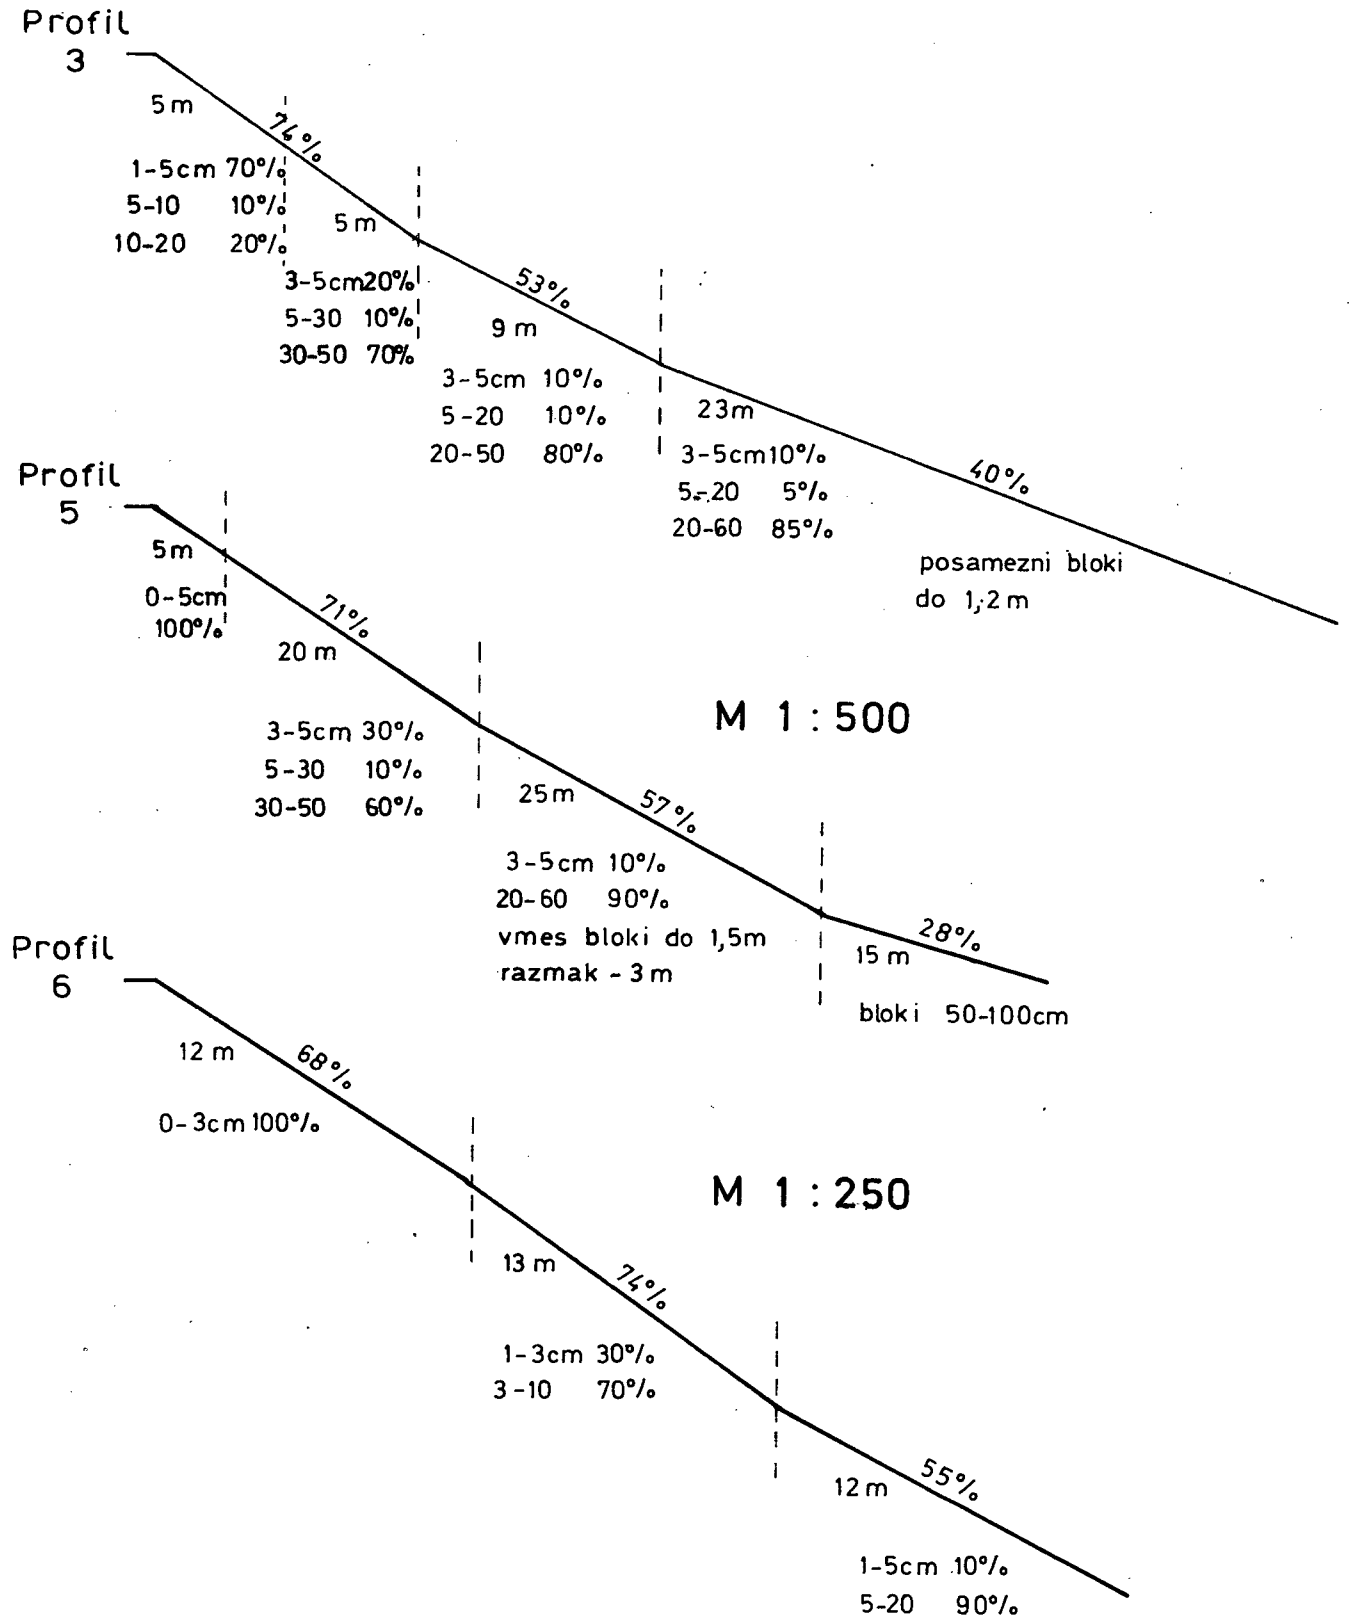 Profil
3
5 m
74%
1-5cm 70%
5-10 10%
10-20 20%
5 m
3-5cm 20%
5-30 10%
30-50 70%
53%
9 m
3-5cm 10%
5-20 10%
20-50 80%
23m
3-5cm 10%
5-20 5%
20-60 85%
40%
posamezni bloki
do 1,2 m
Profil
5
5m
0-5cm
100%
71%
20 m
3-5cm 30%
5-30 10%
30-50 60%
M 1 : 500
25m
57%
3-5cm 10%
20-60 90%
vmes bloki do 1,5m
razmak ~ 3 m
28%
15 m
bloki 50-100cm
Profil
6
12 m
68%
0-3cm 100%
M 1 : 250
13 m
74%
1-3cm 30%
3-10 70%
12 m
55%
1-5cm 10%
5-20 90%